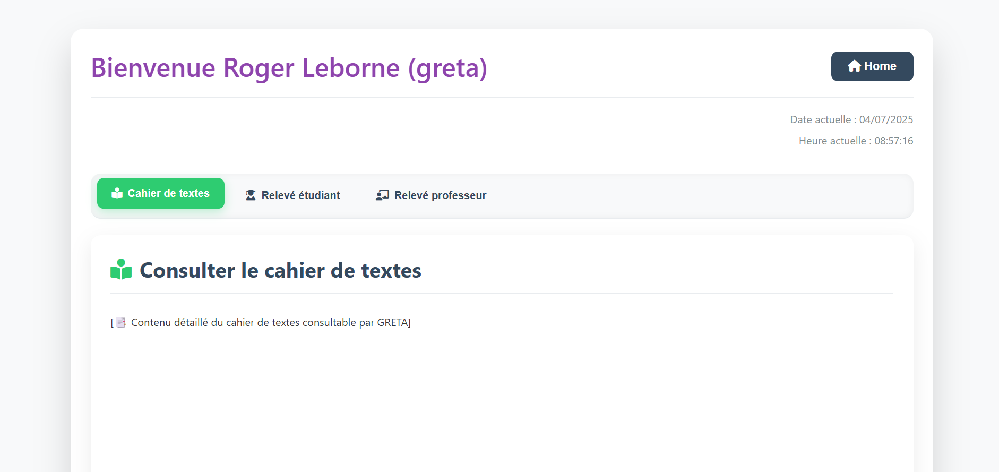 Bienvenue Roger Leborne (greta)
Home
Date actuelle : 04/07/2025
Heure actuelle : 08:57:16
Cahier de textes
Relevé étudiant
Relevé professeur
Consulter le cahier de textes
[📑 Contenu détaillé du cahier de textes consultable par GRETA]